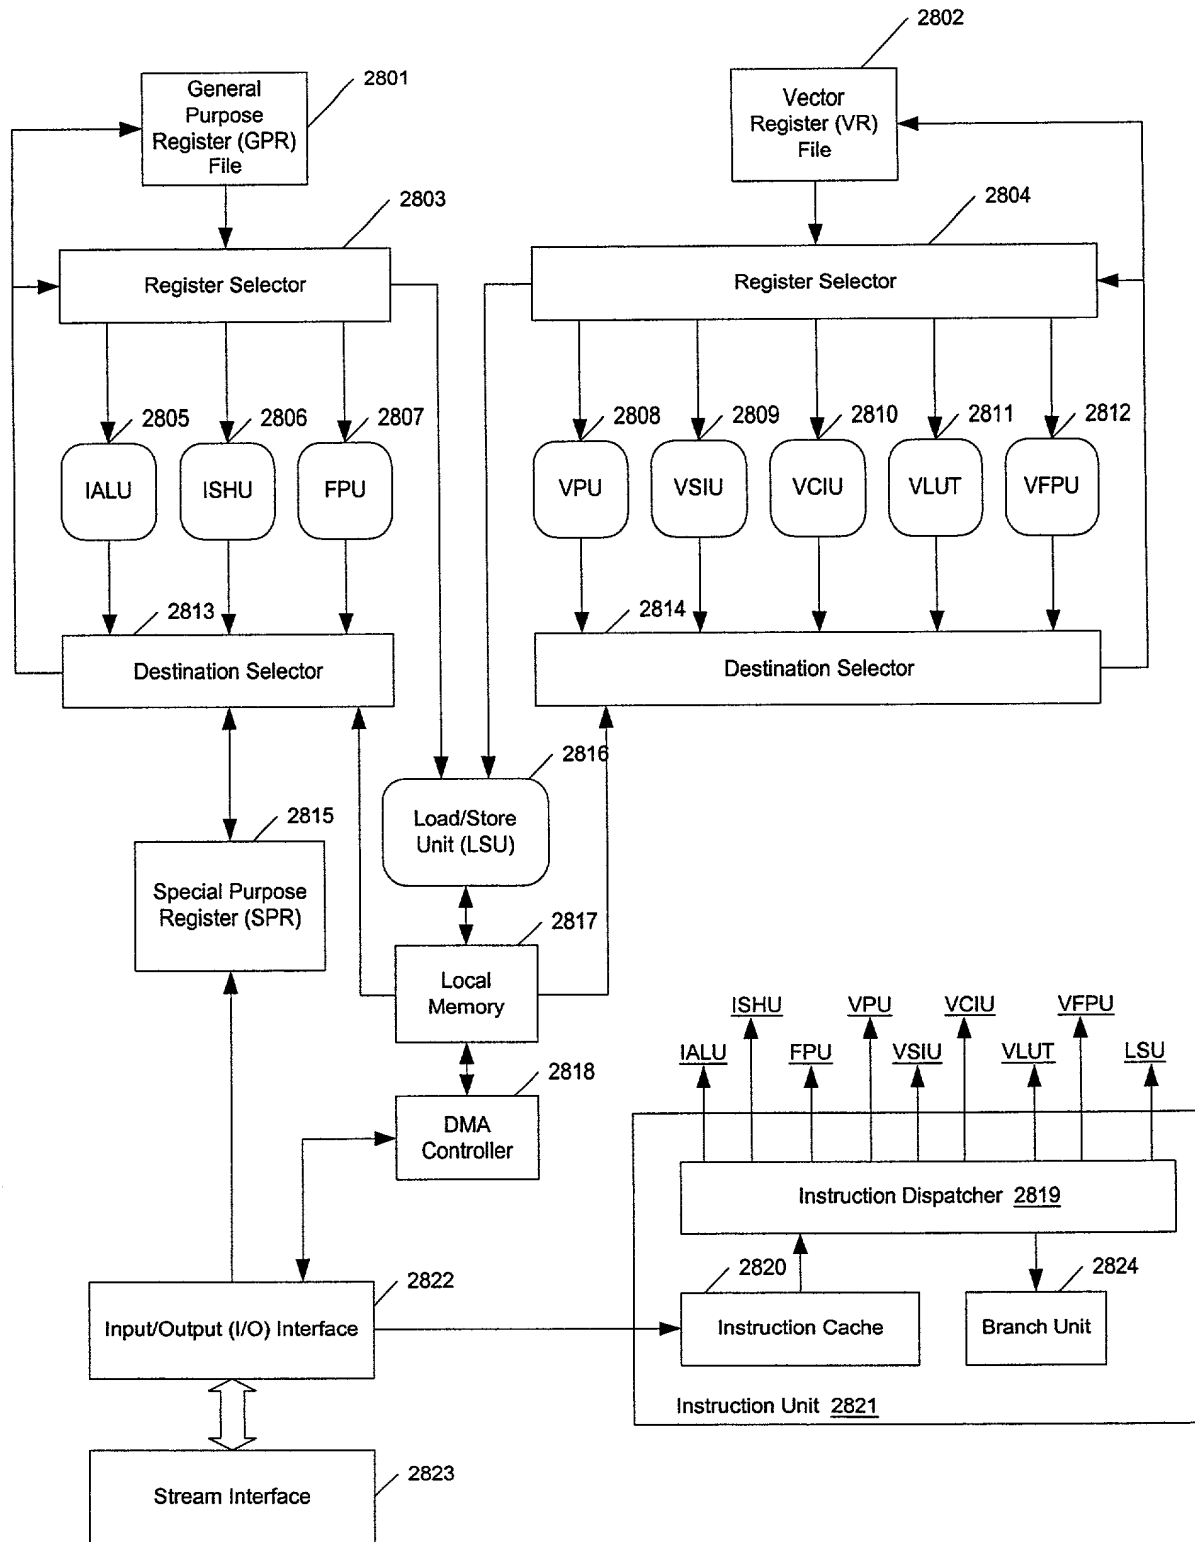 2802
2801
General
Purpose
Register (GPR)
File
Vector
Register (VR)
File
2803
2804
Register Selector
Register Selector
2805
2806
2807
2808
2809
2810
2811
2812
IALU
ISHU
FPU
VPU
VSIU
VCIU
VLUT
VFPU
2813
2814
Destination Selector
Destination Selector
2816
2815
Load/Store
Unit (LSU)
Special Purpose
Register (SPR)
2817
Local
Memory
ISHU
VPU
VCIU
VFPU
IALU
FPU
VSIU
VLUT
LSU
2818
DMA
Controller
Instruction Dispatcher 2819
2822
2820
2824
Input/Output (I/O) Interface
Instruction Cache
Branch Unit
Instruction Unit 2821
2823
Stream Interface